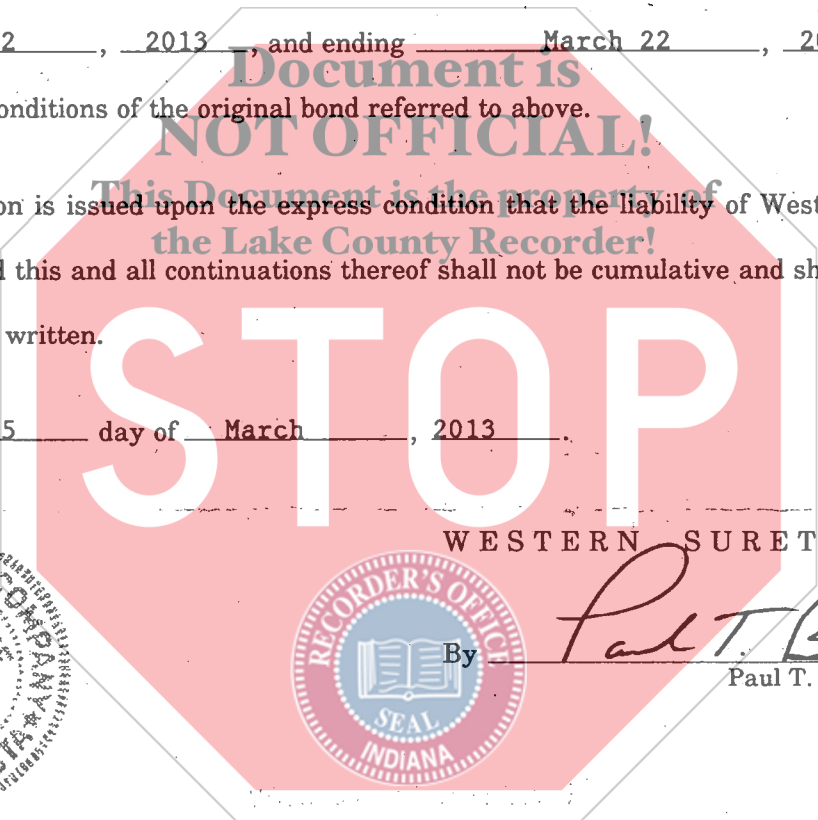 2, 2013, and ending March 22, 20
Document is
onditions of the original bond referred to above.
NOT OFFICIAL!
This Document is the property of
on is issued upon the express condition that the liability of West
the Lake County Recorder!
d this and all continuations thereof shall not be cumulative and sh
written.
STOP
5 day of March, 2013.
WESTERN SURET
RECORDER'S OFFICE
SEAL
INDIANA
COMPANY
By Paul T.
Paul T.